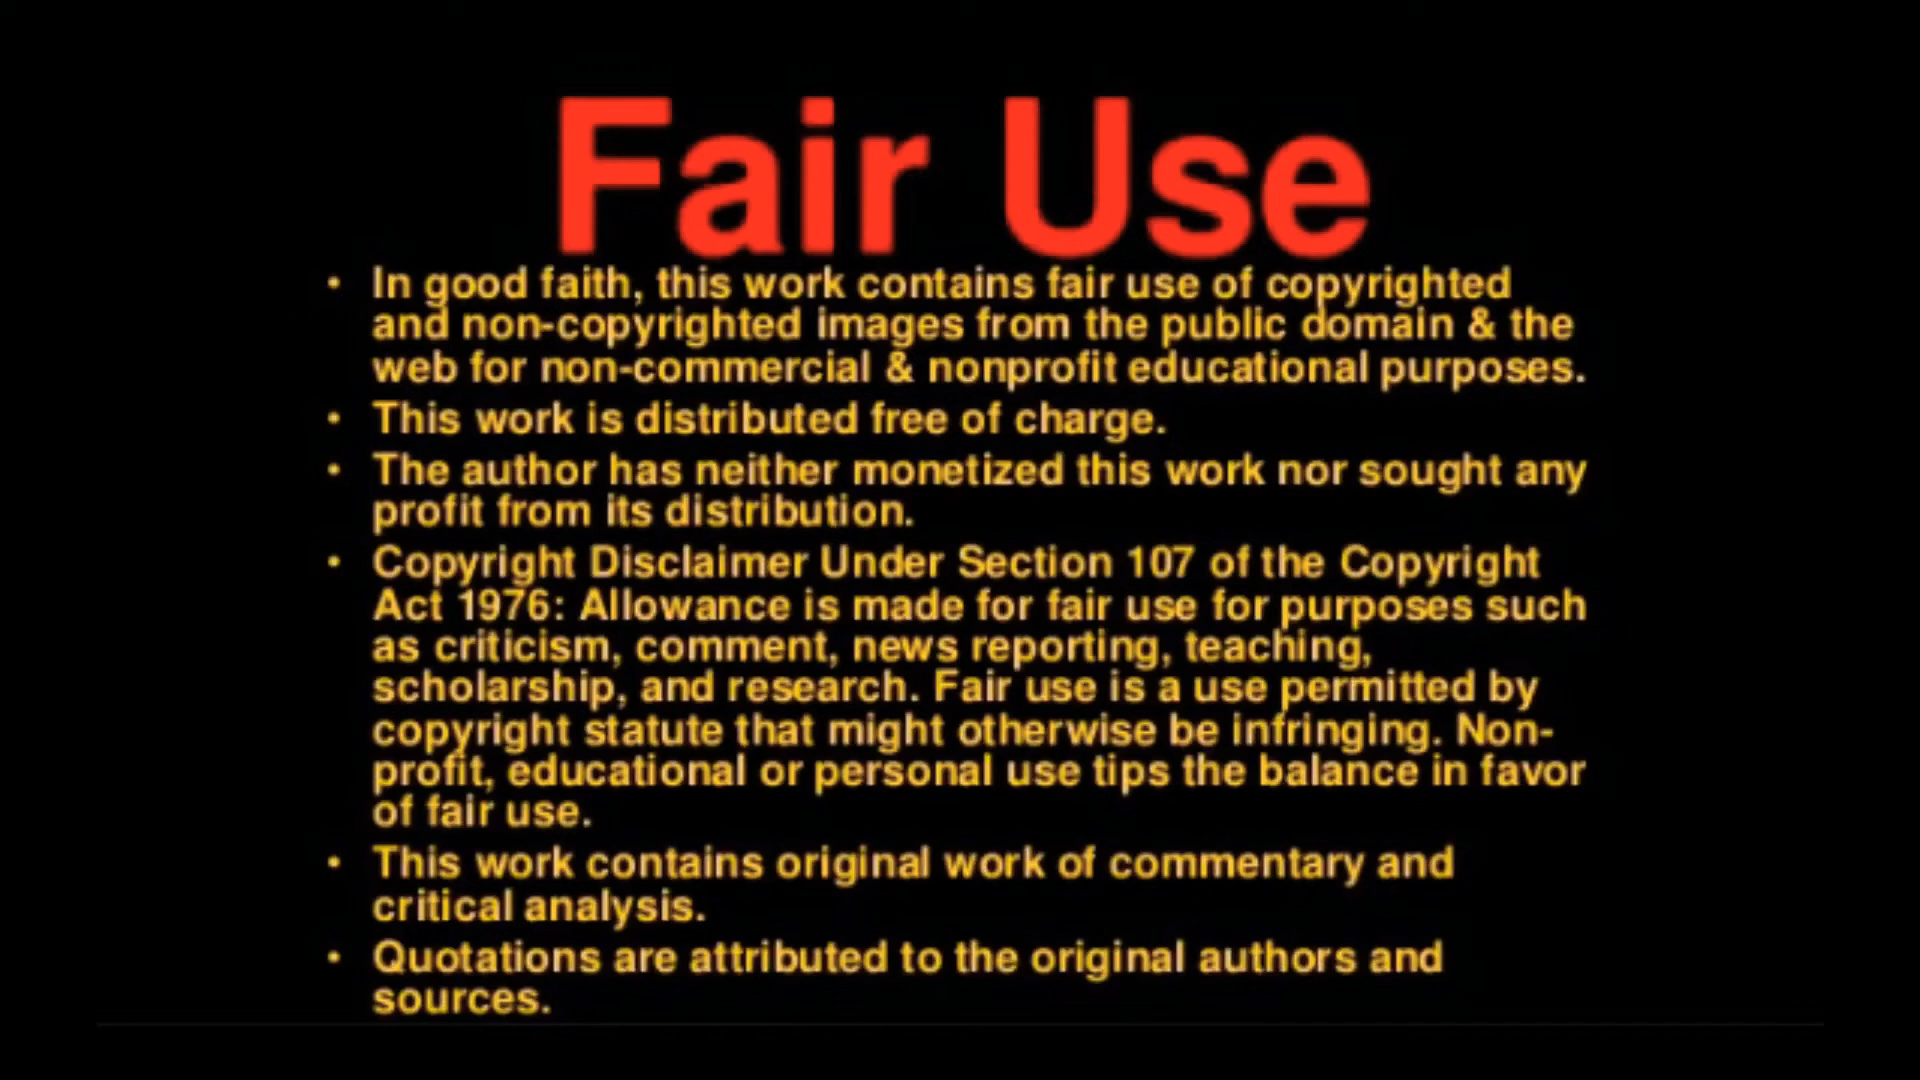 Fair Use
• In good faith, this work contains fair use of copyrighted
and non-copyrighted images from the public domain & the
web for non-commercial & nonprofit educational purposes.
• This work is distributed free of charge.
• The author has neither monetized this work nor sought any
profit from its distribution.
• Copyright Disclaimer Under Section 107 of the Copyright
Act 1976: Allowance is made for fair use for purposes such
as criticism, comment, news reporting, teaching,
scholarship, and research. Fair use is a use permitted by
copyright statute that might otherwise be infringing. Non-
profit, educational or personal use tips the balance in favor
of fair use.
• This work contains original work of commentary and
critical analysis.
• Quotations are attributed to the original authors and
sources.